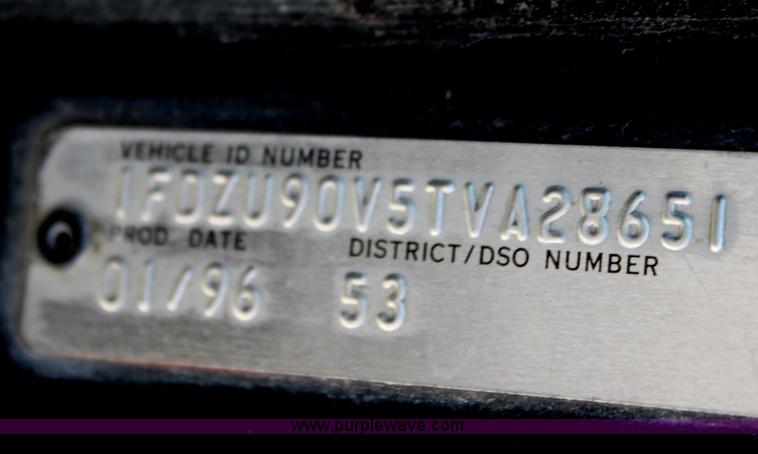 VEHICLE ID NUMBER
1FDZU90V5TVA28651
PROD. DATE
DISTRICT/DSO NUMBER
01/96 53
www.purplewave.com